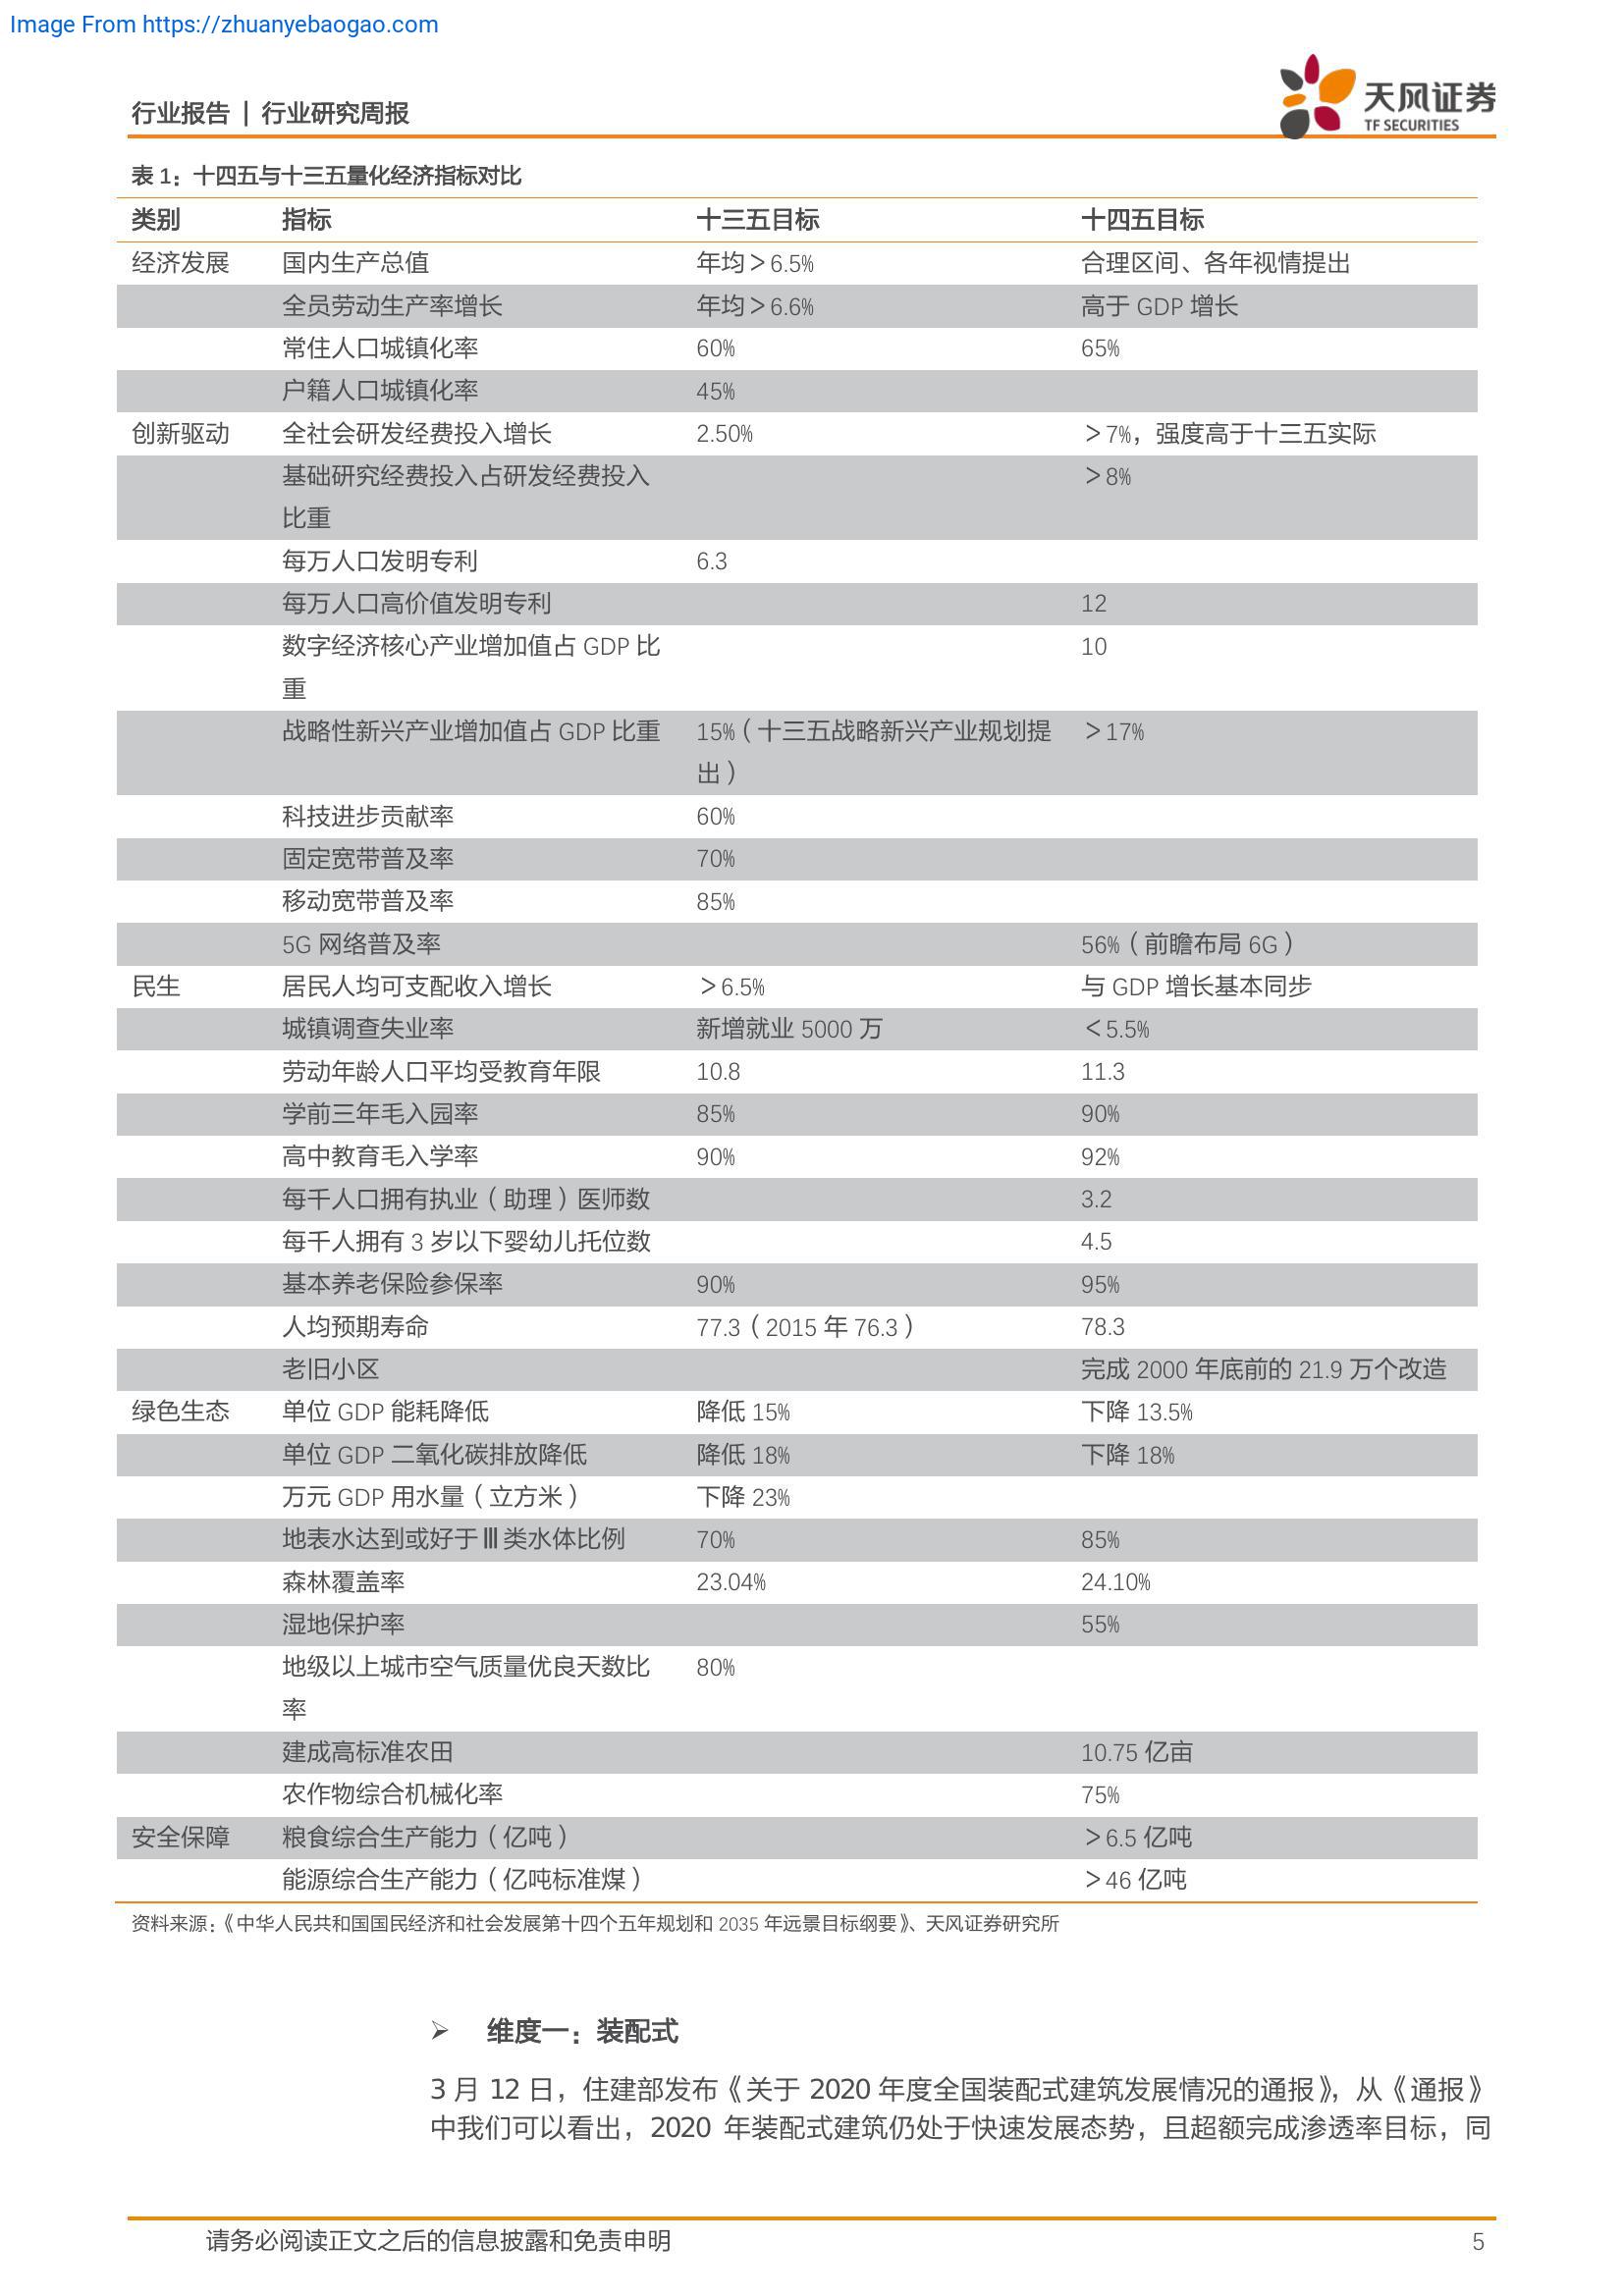 Image From https://zhuanyebaogao.com
行业报告 | 行业研究周报
天风证券
TF SECURITIES
表 1：十四五与十三五量化经济指标对比
类别 指标 十三五目标 十四五目标
经济发展 国内生产总值 年均＞6.5% 合理区间、各年视情提出
全员劳动生产率增长 年均＞6.6% 高于 GDP 增长
常住人口城镇化率 60% 65%
户籍人口城镇化率 45%
创新驱动 全社会研发经费投入增长 2.50% ＞7%，强度高于十三五实际
基础研究经费投入占研发经费投入 ＞8%
比重
每万人口发明专利 6.3
每万人口高价值发明专利 12
数字经济核心产业增加值占 GDP 比 10
重
战略性新兴产业增加值占 GDP 比重 15%（十三五战略新兴产业规划提 ＞17%
出）
科技进步贡献率 60%
固定宽带普及率 70%
移动宽带普及率 85%
5G 网络普及率 56%（前瞻布局 6G）
民生 居民人均可支配收入增长 ＞6.5% 与 GDP 增长基本同步
城镇调查失业率 新增就业 5000 万 ＜5.5%
劳动年龄人口平均受教育年限 10.8 11.3
学前三年毛入园率 85% 90%
高中教育毛入学率 90% 92%
每千人口拥有执业（助理）医师数 3.2
每千人拥有 3 岁以下婴幼儿托位数 4.5
基本养老保险参保率 90% 95%
人均预期寿命 77.3（2015 年 76.3） 78.3
老旧小区 完成 2000 年底前的 21.9 万个改造
绿色生态 单位 GDP 能耗降低 降低 15% 下降 13.5%
单位 GDP 二氧化碳排放降低 降低 18% 下降 18%
万元 GDP 用水量（立方米） 下降 23%
地表水达到或好于Ⅲ类水体比例 70% 85%
森林覆盖率 23.04% 24.10%
湿地保护率 55%
地级以上城市空气质量优良天数比 80%
率
建成高标准农田 10.75 亿亩
农作物综合机械化率 75%
安全保障 粮食综合生产能力（亿吨） ＞6.5 亿吨
能源综合生产能力（亿吨标准煤） ＞46 亿吨
资料来源：《中华人民共和国国民经济和社会发展第十四个五年规划和 2035 年远景目标纲要》、天风证券研究所
➢ 维度一：装配式
3 月 12 日，住建部发布《关于 2020 年度全国装配式建筑发展情况的通报》，从《通报》
中我们可以看出，2020 年装配式建筑仍处于快速发展态势，且超额完成渗透率目标，同
请务必阅读正文之后的信息披露和免责申明 5